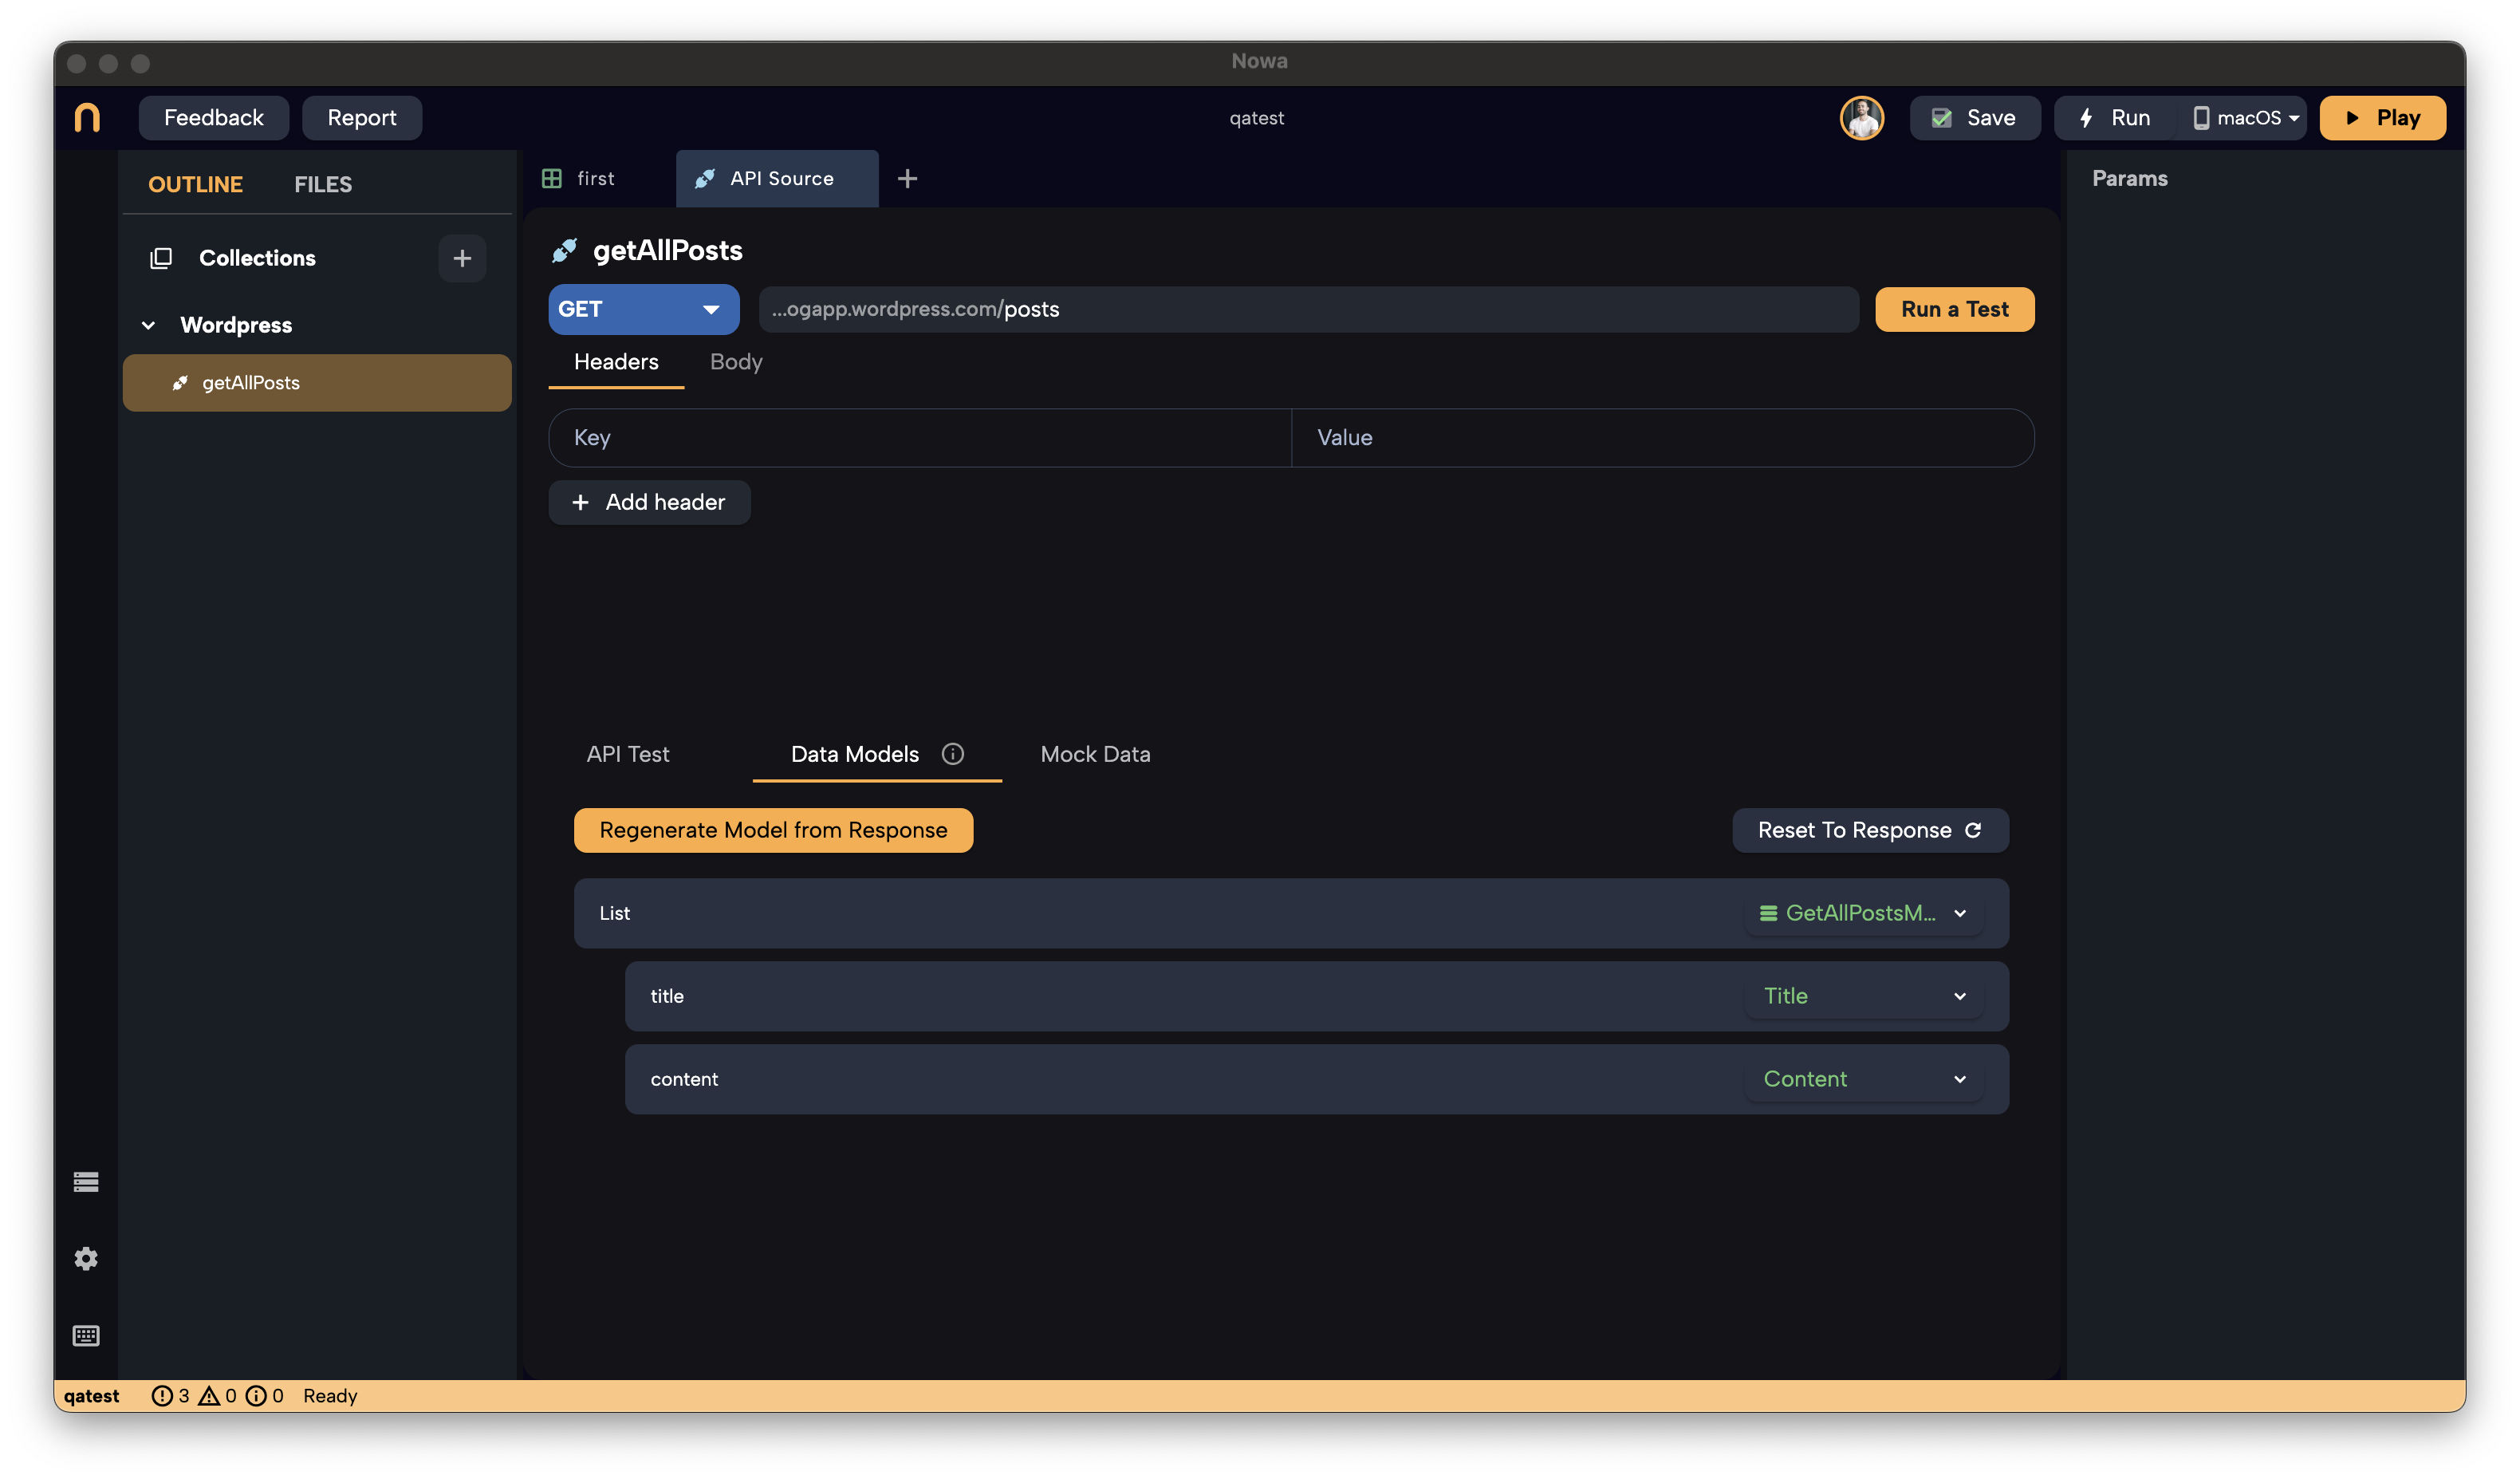 Nowa
Feedback
Report
qatest
Save
Run
macOS
Play
OUTLINE
FILES
Collections
Wordpress
getAllPosts
first
API Source
getAllPosts
GET
...ogapp.wordpress.com/posts
Run a Test
Headers
Body
Key
Value
Add header
API Test
Data Models
Mock Data
Regenerate Model from Response
Reset To Response
List
GetAllPostsM...
title
Title
content
Content
Params
qatest 3 0 0 Ready